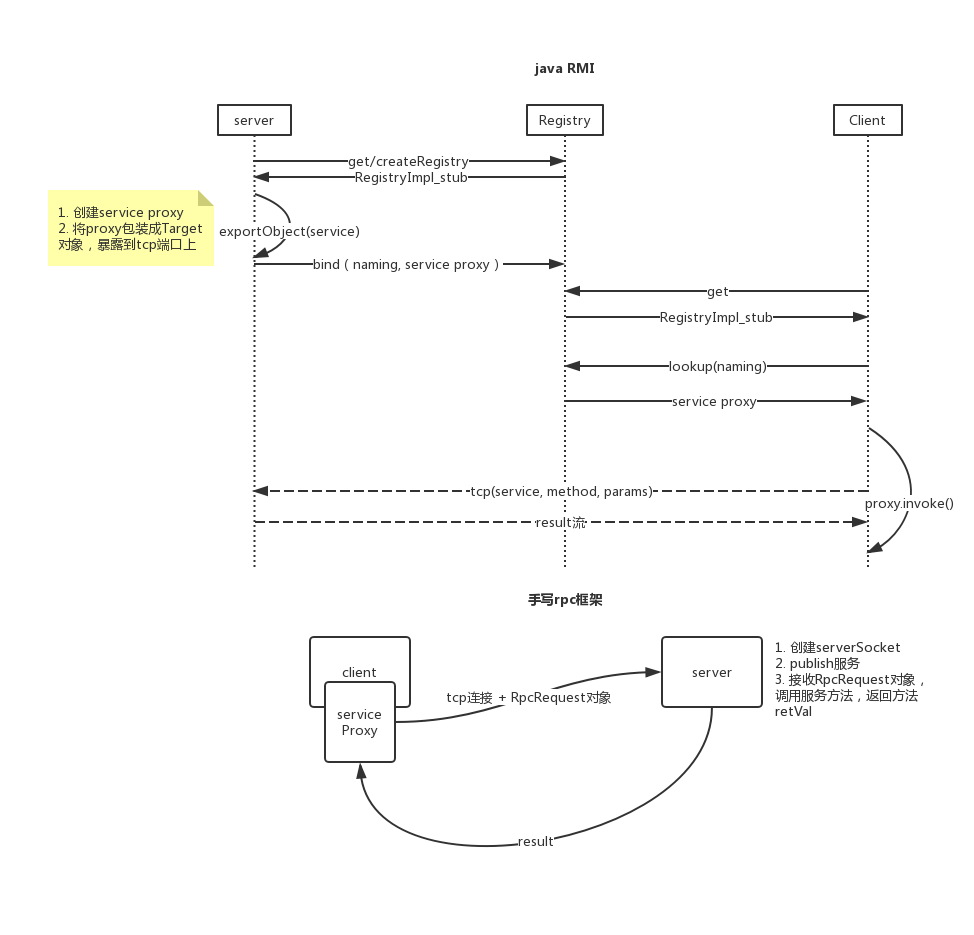 java RMI
server
Registry
Client
get/createRegistry
RegistryImpl_stub
1. 创建service proxy
2. 将proxy包装成Target
对象，暴露到tcp端口上
exportObject(service)
bind ( naming, service proxy )
get
RegistryImpl_stub
lookup(naming)
service proxy
tcp(service, method, params)
proxy.invoke()
result流
手写rpc框架
client
service
Proxy
tcp连接 + RpcRequest对象
server
1. 创建serverSocket
2. publish服务
3. 接收RpcRequest对象，
调用服务方法，返回方法
retVal
result